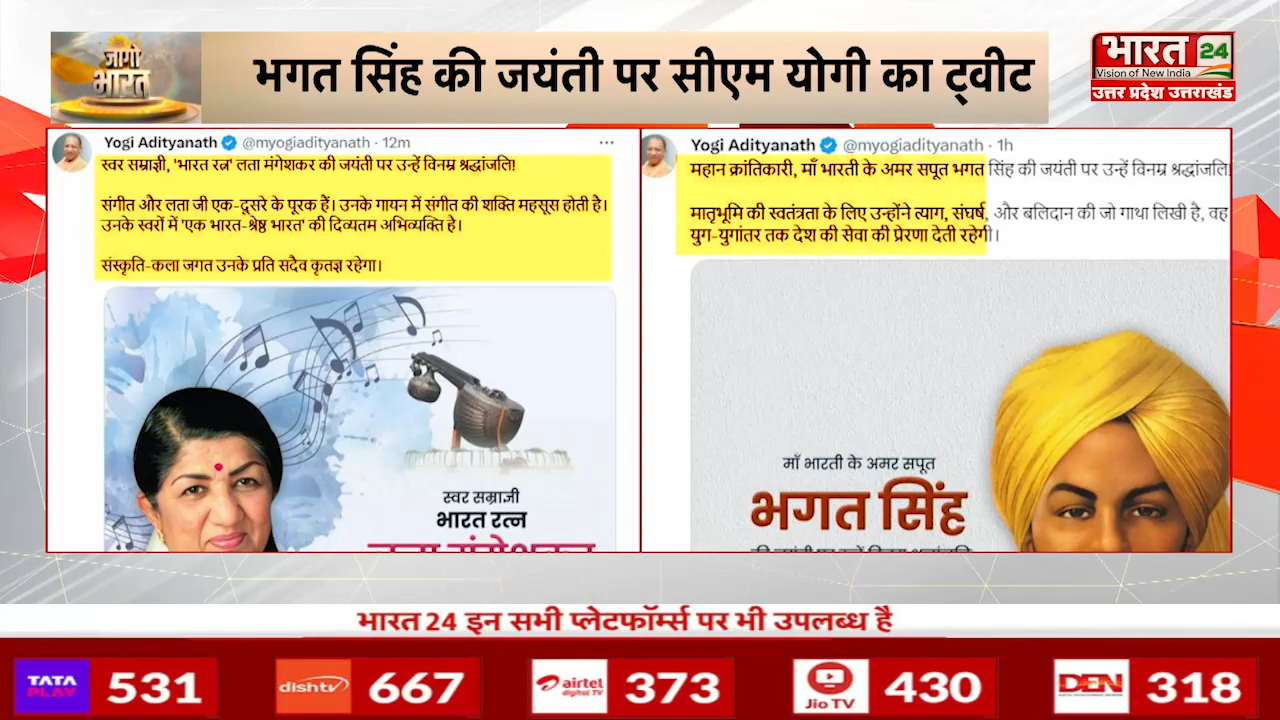 जागो
भारत
भगत सिंह की जयंती पर सीएम योगी का ट्वीट
भारत 24
Vision of New India
उत्तर प्रदेश उत्तराखंड
Yogi Adityanath @myogiadityanath · 12m
स्वर सम्राज्ञी, 'भारत रत्न' लता मंगेशकर की जयंती पर उन्हें विनम्र श्रद्धांजलि!
संगीत और लता जी एक-दूसरे के पूरक हैं। उनके गायन में संगीत की शक्ति महसूस होती है।
उनके स्वरों में 'एक भारत-श्रेष्ठ भारत' की दिव्यतम अभिव्यक्ति है।
संस्कृति-कला जगत उनके प्रति सदैव कृतज्ञ रहेगा।
स्वर सम्राज्ञी
भारत रत्न
Yogi Adityanath @myogiadityanath · 1h
महान क्रांतिकारी, माँ भारती के अमर सपूत भगत सिंह की जयंती पर उन्हें विनम्र श्रद्धांजलि!
मातृभूमि की स्वतंत्रता के लिए उन्होंने त्याग, संघर्ष, और बलिदान की जो गाथा लिखी है, वह
युग-युगांतर तक देश की सेवा की प्रेरणा देती रहेगी।
माँ भारती के अमर सपूत
भगत सिंह
भारत 24 इन सभी प्लेटफॉर्म्स पर भी उपलब्ध है
TATA PLAY 531
dishtv 667
airtel digital TV 373
JioTV 430
DEN 318